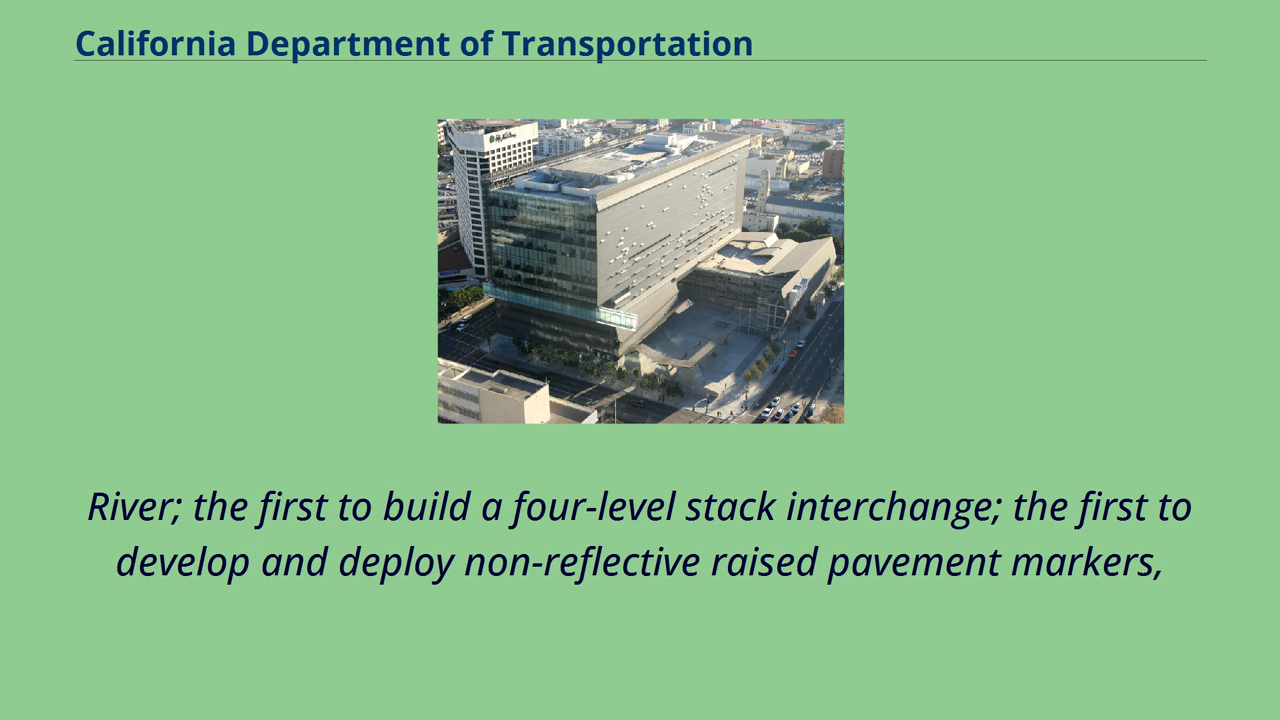 California Department of Transportation
River; the first to build a four-level stack interchange; the first to
develop and deploy non-reflective raised pavement markers,